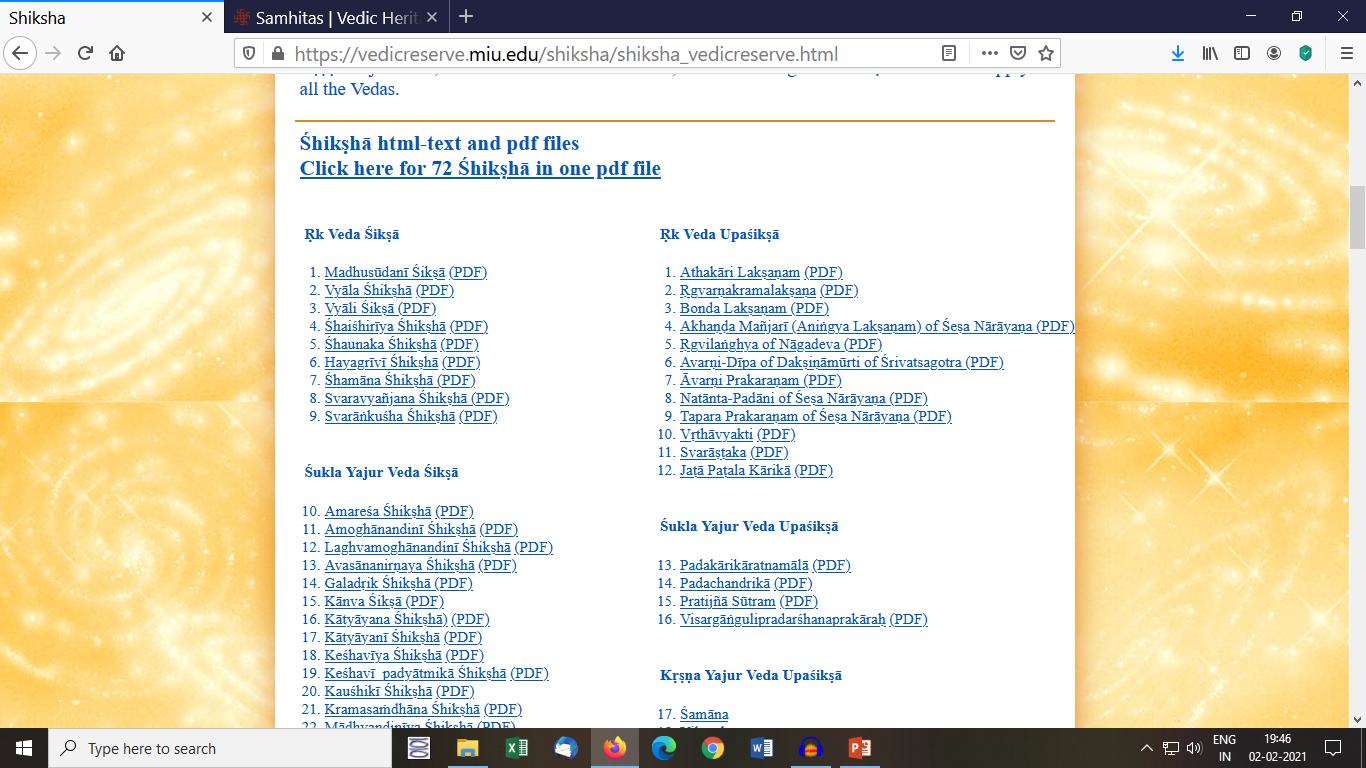 Shiksha
Samhitas | Vedic Herit
https://vedicreserve.miu.edu/shiksha/shiksha_vedicreserve.html
all the Vedas.
Śhikṣhā html-text and pdf files
Click here for 72 Śhikṣhā in one pdf file
Ṛk Veda Śikṣā
1. Madhusūdanī Śikṣā (PDF)
2. Vyāla Śhikṣhā (PDF)
3. Vyāli Śikṣā (PDF)
4. Śhaiśhirīya Śhikṣhā (PDF)
5. Śhaunaka Śhikṣhā (PDF)
6. Hayagrīvī Śhikṣhā (PDF)
7. Śhamāna Śhikṣhā (PDF)
8. Svaravyañjana Śhikṣhā (PDF)
9. Svarāṅkuśha Śhikṣhā (PDF)
Śukla Yajur Veda Śikṣā
10. Amareśa Śhikṣhā (PDF)
11. Amoghānandinī Śhikṣhā (PDF)
12. Laghvamoghānandinī Śhikṣhā (PDF)
13. Avasānanirṇaya Śhikṣhā (PDF)
14. Galadṛik Śhikṣhā (PDF)
15. Kānva Śikṣā (PDF)
16. Kātyāyana Śhikṣhā) (PDF)
17. Kātyāyanī Śhikṣhā (PDF)
18. Keśhavīya Śhikṣhā (PDF)
19. Keśhavī padyātmikā Śhikṣhā (PDF)
20. Kauśhikī Śhikṣhā (PDF)
21. Kramasaṁdhāna Śhikṣhā (PDF)
22. Mādhyandinīya Śhikṣhā (PDF)
Ṛk Veda Upaśikṣā
1. Athakāri Lakṣaṇam (PDF)
2. Ṛgvarṇakramalakṣaṇa (PDF)
3. Bonda Lakṣaṇam (PDF)
4. Akhaṇḍa Mañjarī (Aniṅgya Lakṣaṇam) of Śeṣa Nārāyaṇa (PDF)
5. Ṛgvilaṅghya of Nāgadeva (PDF)
6. Avarṇi-Dīpa of Dakṣiṇāmūrti of Śrivatsagotra (PDF)
7. Āvarṇi Prakaraṇam (PDF)
8. Natānta-Padāni of Śeṣa Nārāyaṇa (PDF)
9. Tapara Prakaraṇam of Śeṣa Nārāyaṇa (PDF)
10. Vṛthāvyakti (PDF)
11. Svarāṣṭaka (PDF)
12. Jaṭā Paṭala Kārikā (PDF)
Śukla Yajur Veda Upaśikṣā
13. Padakārikāratnamālā (PDF)
14. Padachandrikā (PDF)
15. Pratijñā Sūtram (PDF)
16. Visargāṅgulipradarśhanaprakāraḥ (PDF)
Kṛṣṇa Yajur Veda Upaśikṣā
17. Śamāna
Type here to search
ENG
IN
19:46
02-02-2021